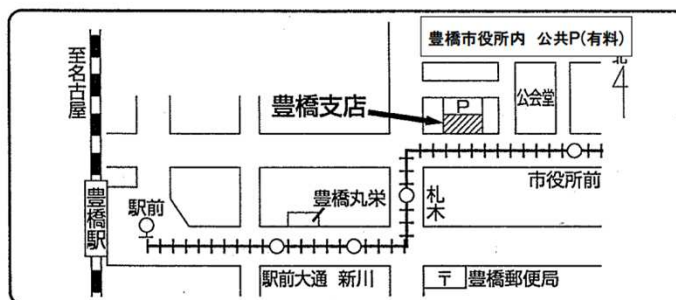 豊橋市役所内 公共P(有料)
北
至名古屋
豊橋支店
P
公会堂
市役所前
豊橋丸栄
札木
駅前
豊橋駅
駅前大通 新川
〒 豊橋郵便局